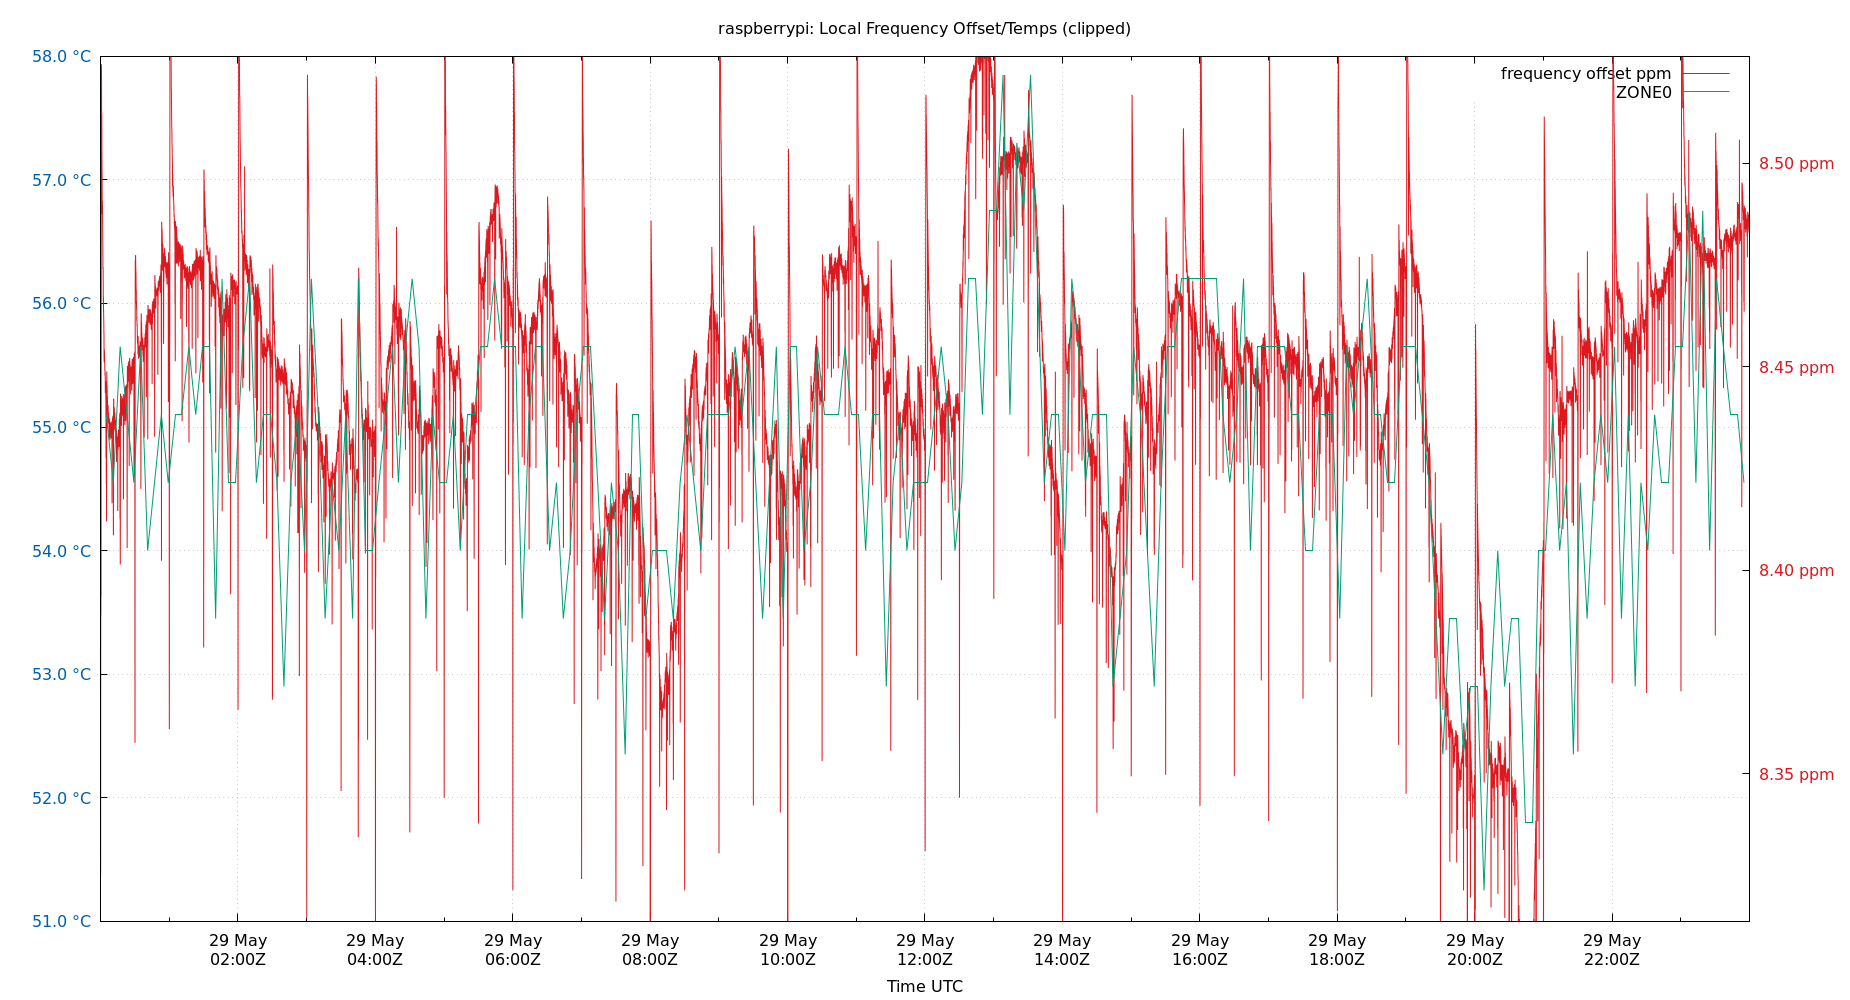 raspberrypi: Local Frequency Offset/Temps (clipped)
58.0 °C
57.0 °C
56.0 °C
55.0 °C
54.0 °C
53.0 °C
52.0 °C
51.0 °C
frequency offset ppm
ZONE0
8.50 ppm
8.45 ppm
8.40 ppm
8.35 ppm
29 May 29 May 29 May 29 May 29 May 29 May 29 May 29 May 29 May 29 May 29 May
02:00Z 04:00Z 06:00Z 08:00Z 10:00Z 12:00Z 14:00Z 16:00Z 18:00Z 20:00Z 22:00Z
Time UTC